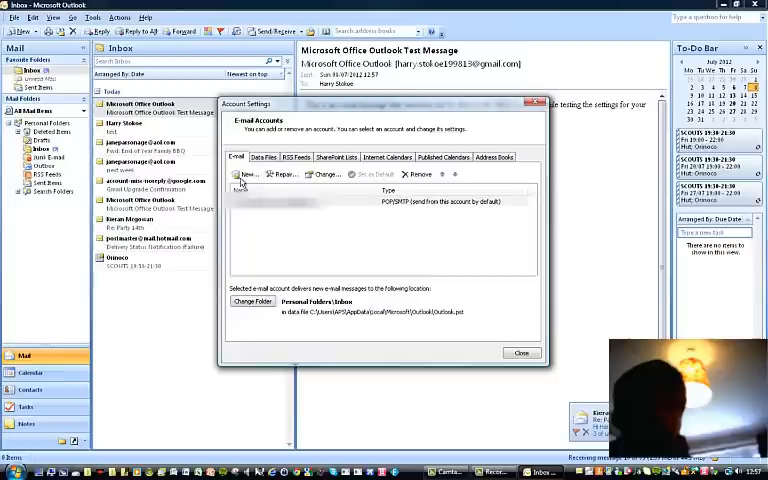 Inbox - Microsoft Outlook
File Edit View Go Tools Actions Help
Type a question for help
New Reply Reply to All Forward Send/Receive Search address books
Mail
Favorite Folders
Inbox
Unread Mail
Sent Items
Mail Folders
All Mail Items
Personal Folders
Deleted Items
Drafts
Inbox
Junk E-mail
Outbox
RSS Feeds
Sent Items
Search Folders
Mail
Calendar
Contacts
Tasks
Notes
Inbox
Search Inbox
Arranged By: Date Newest on top
Today
Microsoft Office Outlook
Microsoft Office Outlook Test Message
Harry Stokoe
test
janeparsonage@aol.com
Fwd: End of Year Family BBQ
janeparsonage@aol.com
next week
account-misc-noreply@google.com
Gmail Upgrade Confirmation
Kieran Megosan
re: Party 14th
postmaster@mail.hotmail.com
Delivery Status Notification (Failure)
Orinoco
SCOUTS 19:30-21:30
Microsoft Office Outlook Test Message
Microsoft Office Outlook [harry.stokoe199813@gmail.com]
Sent: Sun 08/07/2012 12:57
To: Harry Stokoe
le testing the settings for your
Account Settings
E-mail Accounts
You can add or remove an account. You can select an account and change its settings.
E-mail Data Files RSS Feeds SharePoint Lists Internet Calendars Published Calendars Address Books
New... Repair... Change... Set as Default Remove
Name Type
POP/SMTP (send from this account by default)
Selected e-mail account delivers new e-mail messages to the following location:
Change Folder Personal Folders\Inbox
in data file C:\Users\APS\AppData\Local\Microsoft\Outlook\Outlook.pst
Close
To-Do Bar
July 2012
SCOUTS 19:30-21:30
Hut; Orinoco
SCOUTS 19:30-21:30
Hut; Orinoco
SCOUTS 19:30-21:30
Hut; Orinoco
Arranged By: Due Date
Type a new task
There are no items to show in this view.
0 Items
12:57